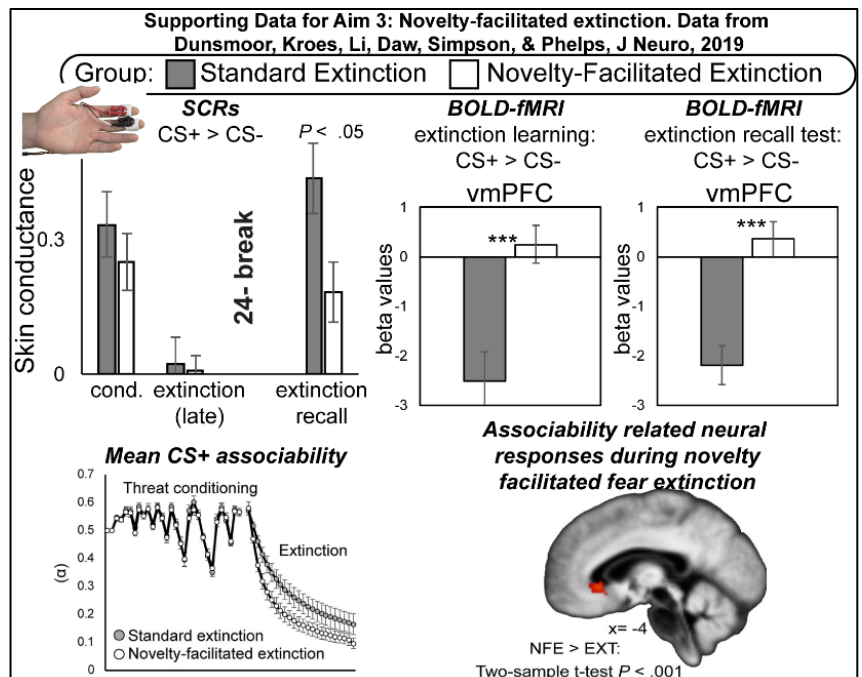 Supporting Data for Aim 3: Novelty-facilitated extinction. Data from
Dunsmoor, Kroes, Li, Daw, Simpson, & Phelps, J Neuro, 2019
Group: Standard Extinction Novelty-Facilitated Extinction
SCRs
CS+ > CS-
P < .05
Skin conductance
0.3
0
24- break
cond.
extinction
(late)
extinction
recall
BOLD-fMRI
extinction learning:
CS+ > CS-
vmPFC
beta values
1
0
-1
-2
-3
***
BOLD-fMRI
extinction recall test:
CS+ > CS-
vmPFC
beta values
1
0
-1
-2
-3
***
Mean CS+ associability
0.7
0.6
0.5
0.4
0.3
0.2
0.1
0
(α)
Threat conditioning
Extinction
Standard extinction
Novelty-facilitated extinction
Associability related neural
responses during novelty
facilitated fear extinction
x= -4
NFE > EXT:
Two-sample t-test P < .001